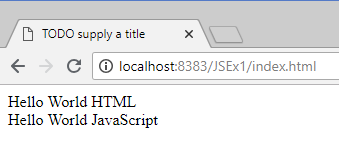 TODO supply a title
localhost:8383/JSEx1/index.html
Hello World HTML
Hello World JavaScript